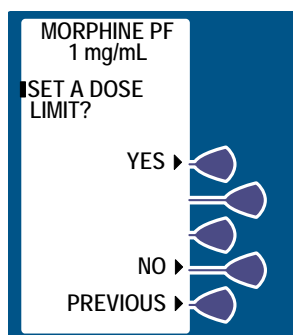 MORPHINE PF
1 mg/mL
SET A DOSE
LIMIT?
YES
NO
PREVIOUS